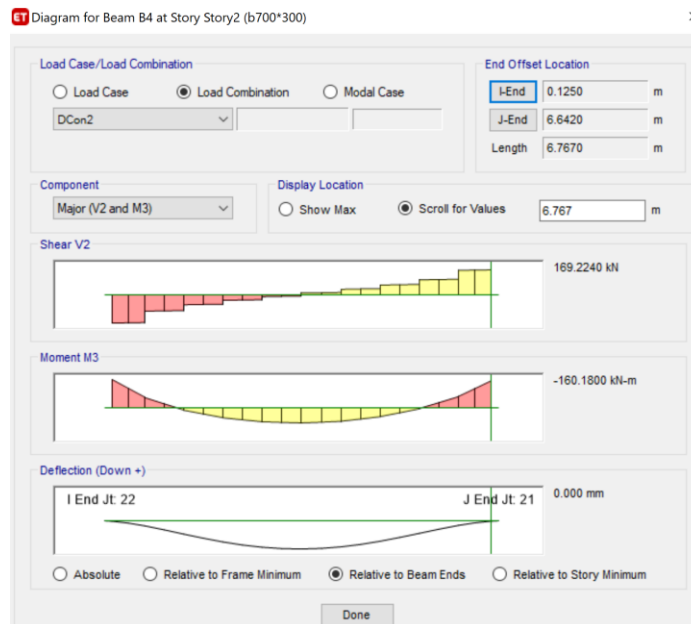 ET Diagram for Beam B4 at Story Story2 (b700*300)
Load Case/Load Combination
Load Case Load Combination Modal Case
DCon2
End Offset Location
I-End 0.1250 m
J-End 6.6420 m
Length 6.7670 m
Component
Major (V2 and M3)
Display Location
Show Max Scroll for Values 6.767 m
Shear V2
169.2240 kN
Moment M3
-160.1800 kN-m
Deflection (Down +)
I End Jt: 22 J End Jt: 21
0.000 mm
Absolute Relative to Frame Minimum Relative to Beam Ends Relative to Story Minimum
Done